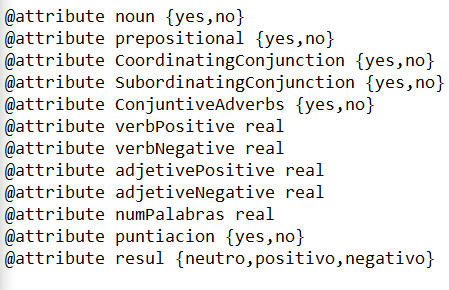 @attribute noun {yes,no}
@attribute prepositional {yes,no}
@attribute CoordinatingConjunction {yes,no}
@attribute SubordinatingConjunction {yes,no}
@attribute ConjuntiveAdverbs {yes,no}
@attribute verbPositive real
@attribute verbNegative real
@attribute adjetivePositive real
@attribute adjetiveNegative real
@attribute numPalabras real
@attribute puntiacion {yes,no}
@attribute resul {neutro,positivo,negativo}